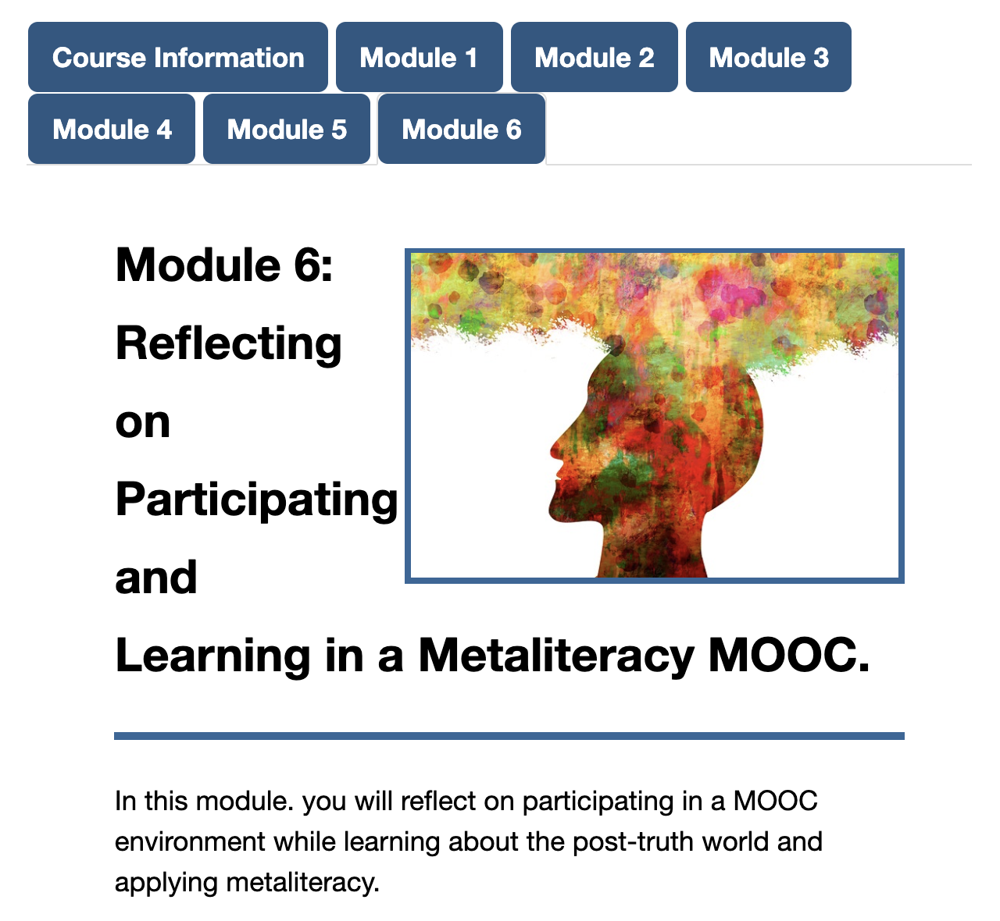 Course Information Module 1 Module 2 Module 3
Module 4 Module 5 Module 6
Module 6:
Reflecting
on
Participating
and
Learning in a Metaliteracy MOOC.
In this module. you will reflect on participating in a MOOC
environment while learning about the post-truth world and
applying metaliteracy.